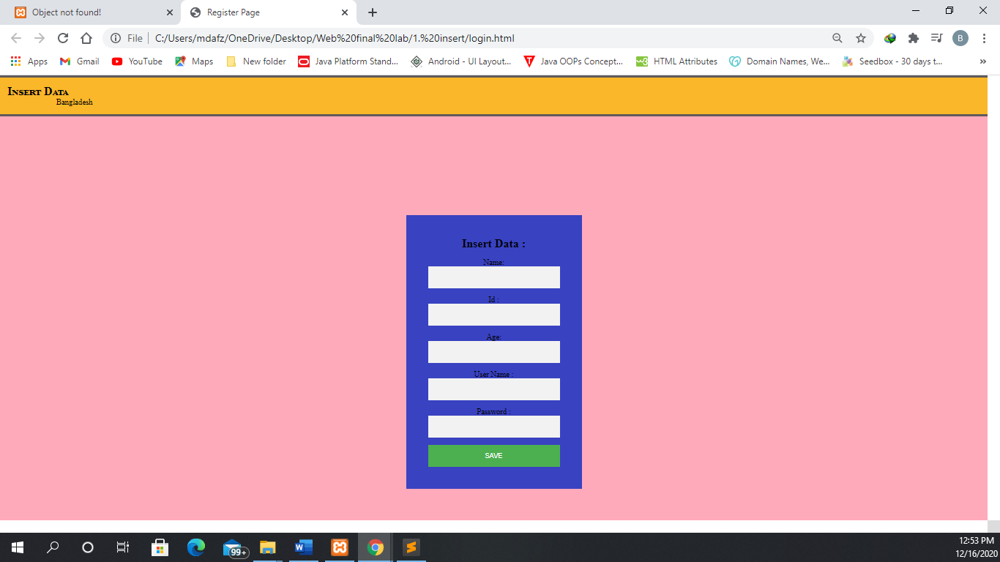 Object not found!
Register Page
File
C:/Users/mdafz/OneDrive/Desktop/Web%20final%20lab/1.%20insert/login.html
B
Apps
Gmail
YouTube
Maps
New folder
Java Platform Stand...
Android - UI Layout...
Java OOPs Concept...
HTML Attributes
Domain Names, We...
Seedbox - 30 days t...
»
Insert Data
Bangladesh
Insert Data :
Name:
Id :
Age:
User Name :
Password :
SAVE
99+
12:53 PM
12/16/2020